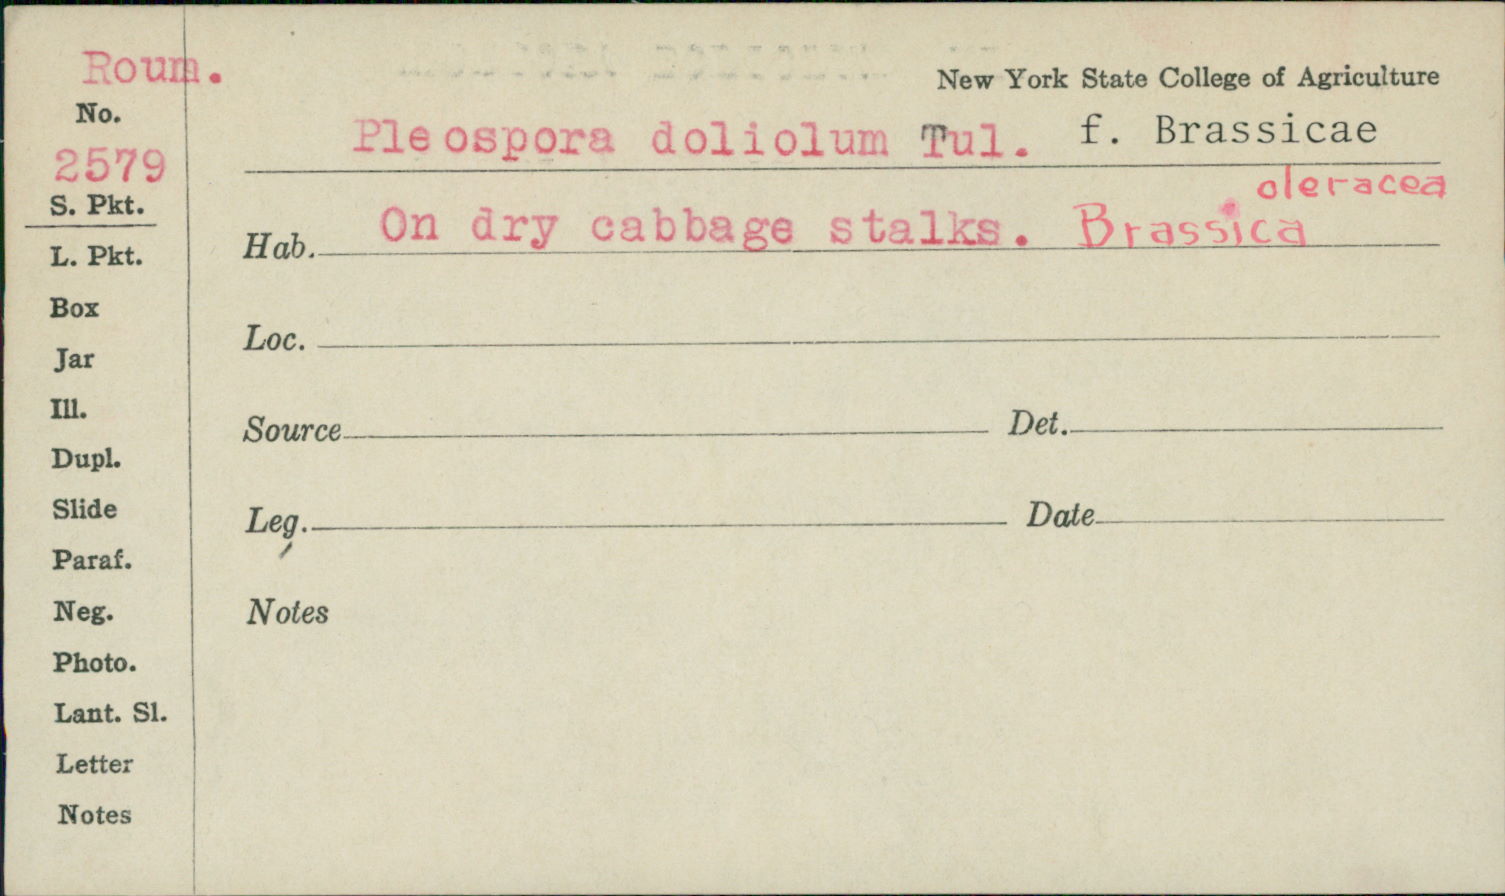 Roum.
New York State College of Agriculture
No.
2579
Pleospora doliolum Tul. f. Brassicae
S. Pkt.
oleracea
Hab. On dry cabbage stalks. Brassica
L. Pkt.
Box
Loc.
Jar
Ill.
Source Det.
Dupl.
Slide
Leg. Date
Paraf.
Neg.
Notes
Photo.
Lant. Sl.
Letter
Notes